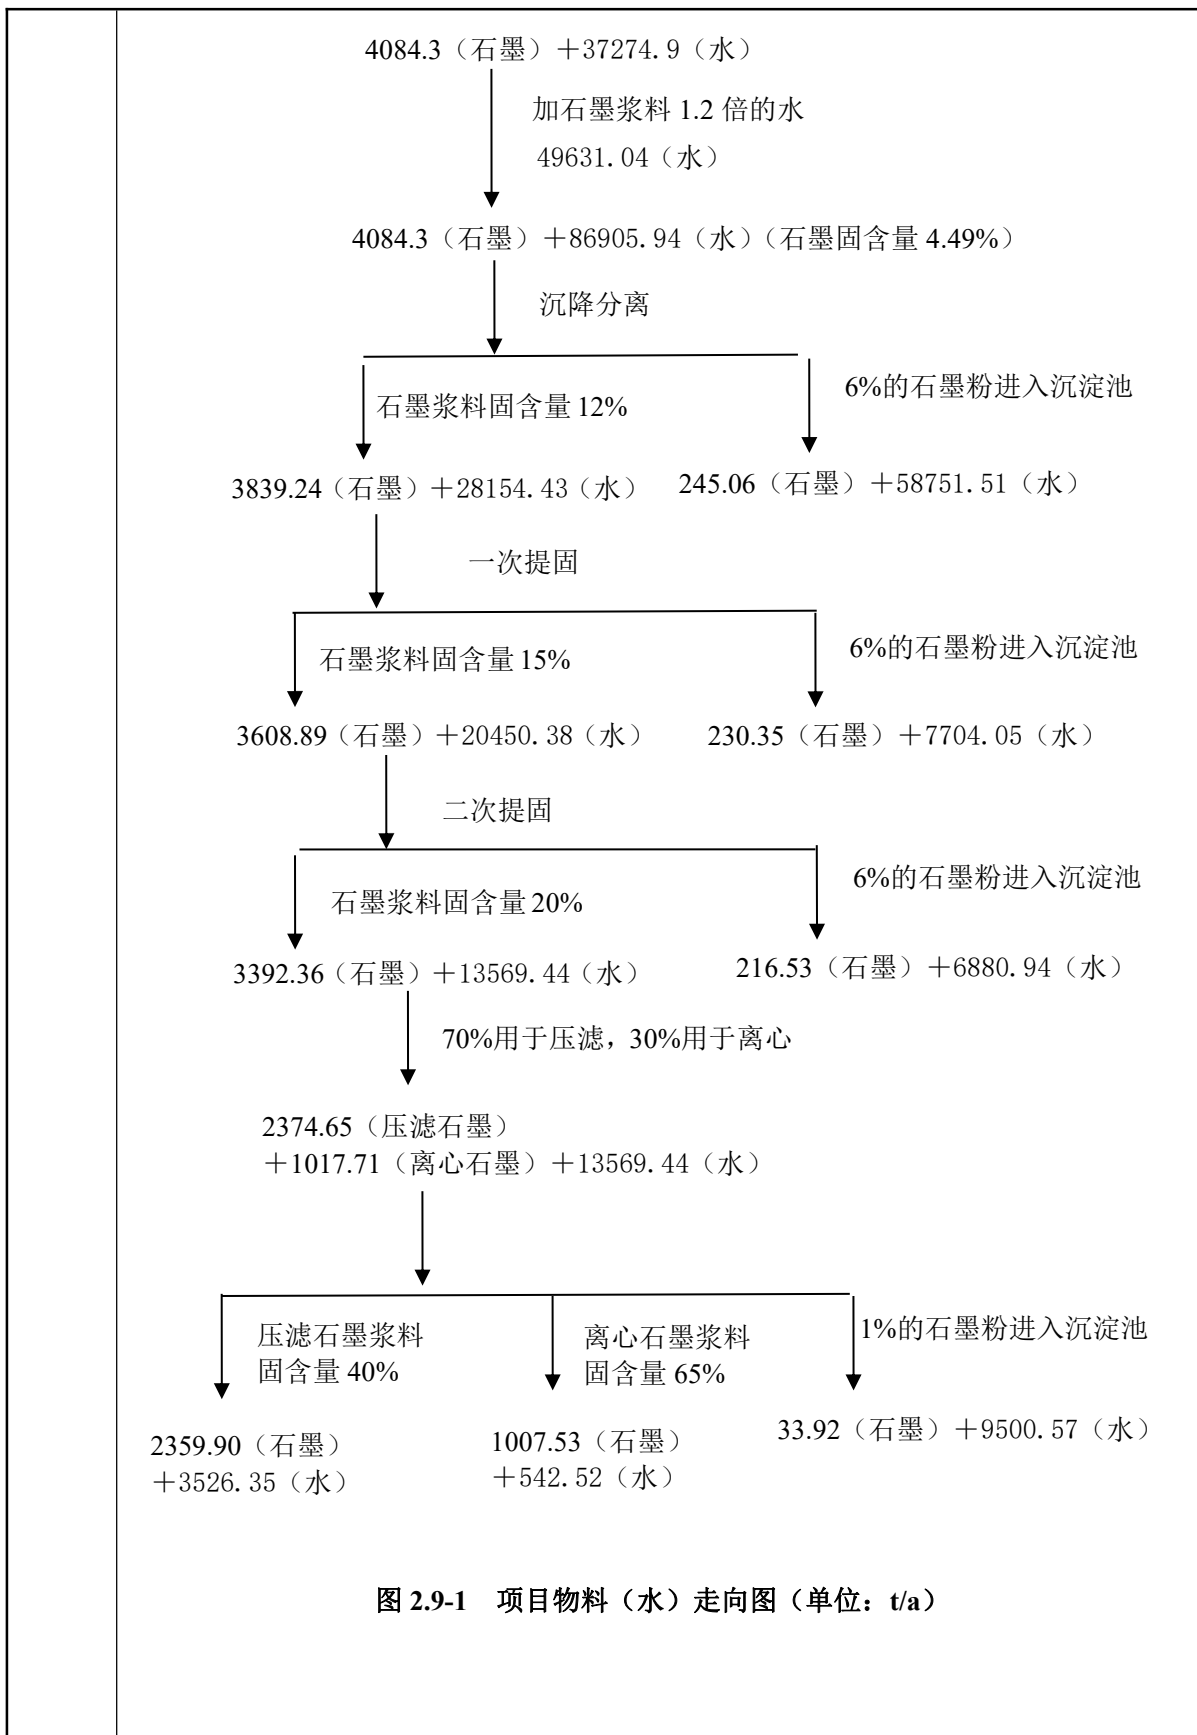 4084.3（石墨）＋37274.9（水）
加石墨浆料 1.2 倍的水
49631.04（水）
4084.3（石墨）＋86905.94（水）（石墨固含量 4.49%）
沉降分离
石墨浆料固含量 12%
6%的石墨粉进入沉淀池
3839.24（石墨）＋28154.43（水）
245.06（石墨）＋58751.51（水）
一次提固
石墨浆料固含量 15%
6%的石墨粉进入沉淀池
3608.89（石墨）＋20450.38（水）
230.35（石墨）＋7704.05（水）
二次提固
石墨浆料固含量 20%
6%的石墨粉进入沉淀池
3392.36（石墨）＋13569.44（水）
216.53（石墨）＋6880.94（水）
70%用于压滤，30%用于离心
2374.65（压滤石墨）
＋1017.71（离心石墨）＋13569.44（水）
压滤石墨浆料
固含量 40%
离心石墨浆料
固含量 65%
1%的石墨粉进入沉淀池
2359.90（石墨）
＋3526.35（水）
1007.53（石墨）
＋542.52（水）
33.92（石墨）＋9500.57（水）
图 2.9-1 项目物料（水）走向图（单位：t/a）